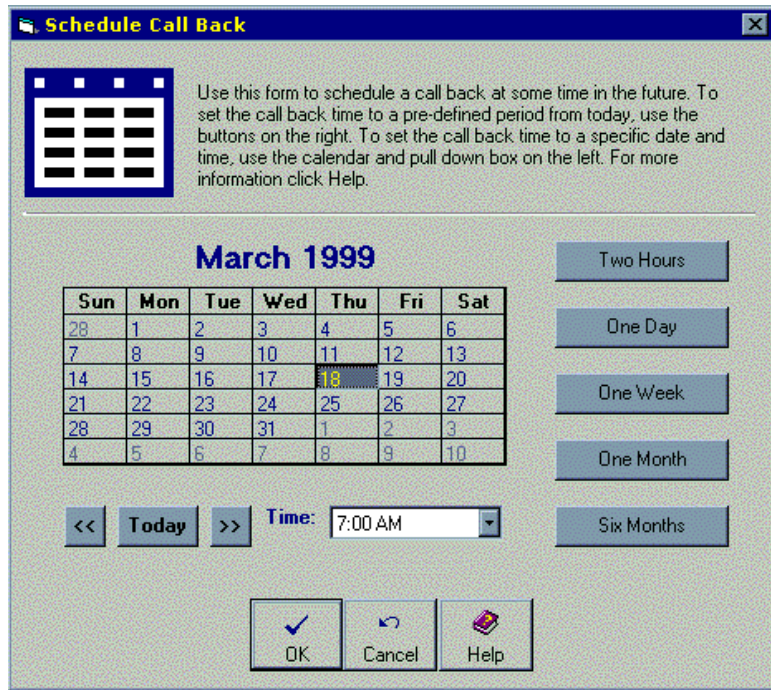 Schedule Call Back
Use this form to schedule a call back at some time in the future. To
set the call back time to a pre-defined period from today, use the
buttons on the right. To set the call back time to a specific date and
time, use the calendar and pull down box on the left. For more
information click Help.
March 1999
Sun Mon Tue Wed Thu Fri Sat
28 1 2 3 4 5 6
7 8 9 10 11 12 13
14 15 16 17 18 19 20
21 22 23 24 25 26 27
28 29 30 31 1 2 3
4 5 6 7 8 9 10
<< Today >> Time: 7:00 AM
Two Hours
One Day
One Week
One Month
Six Months
OK Cancel Help